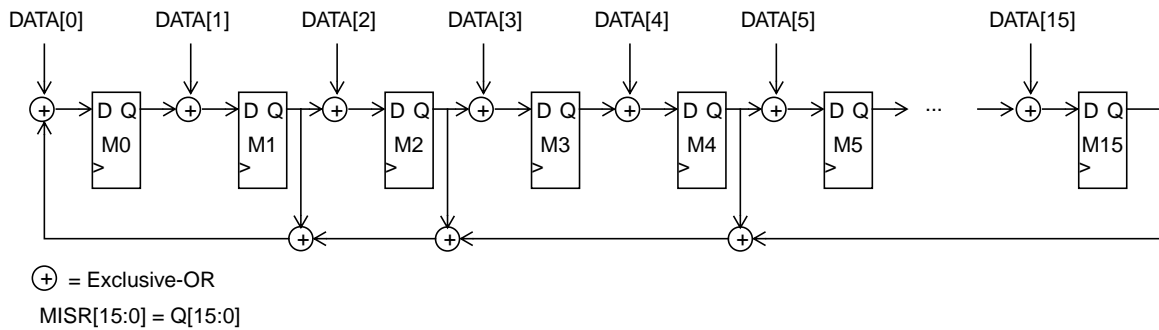 DATA[0] DATA[1] DATA[2] DATA[3] DATA[4] DATA[5] DATA[15]
+ D Q + D Q + D Q + D Q + D Q + D Q ... + D Q
M0 M1 M2 M3 M4 M5 M15
+ + +
+ = Exclusive-OR
MISR[15:0] = Q[15:0]